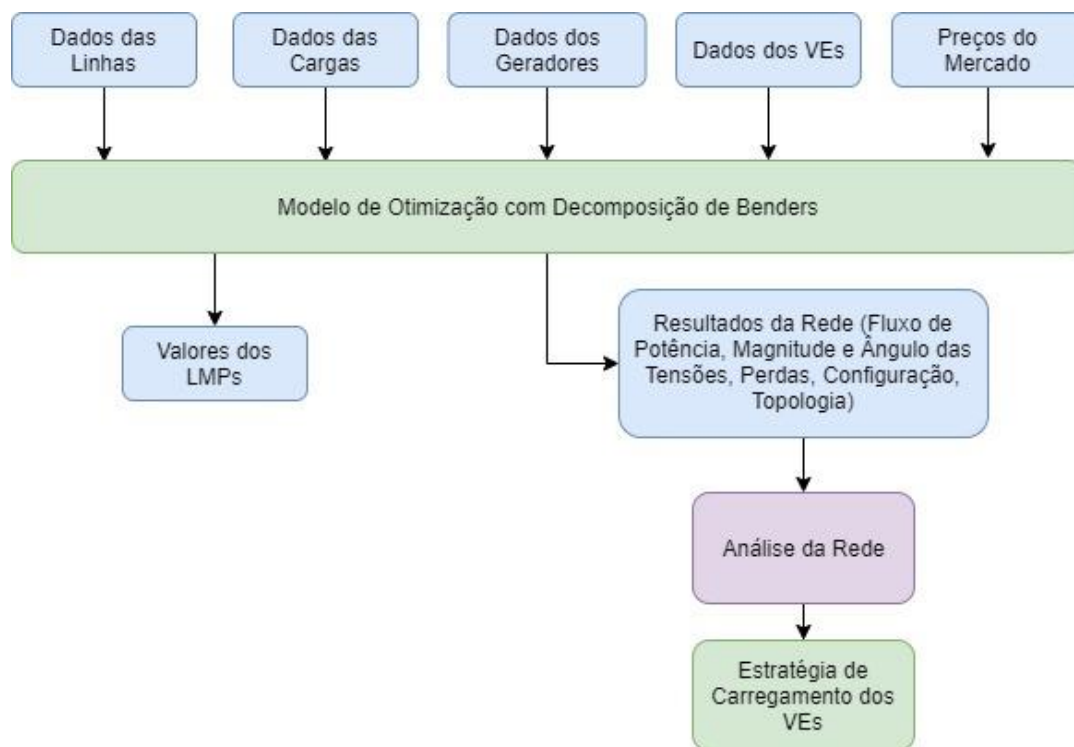 Dados das
Linhas
Dados das
Cargas
Dados dos
Geradores
Dados dos VEs
Preços do
Mercado
Modelo de Otimização com Decomposição de Benders
Valores dos
LMPs
Resultados da Rede (Fluxo de
Potência, Magnitude e Ângulo das
Tensões, Perdas, Configuração,
Topologia)
Análise da Rede
Estratégia de
Carregamento dos
VEs